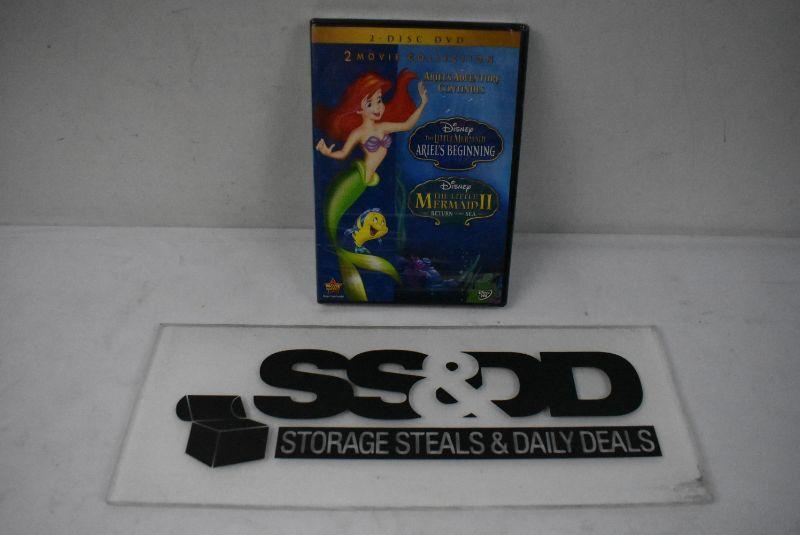 2-DISC DVD
2 MOVIE COLLECTION
ARIEL'S ADVENTURE
CONTINUES
Disney
THE LITTLE MERMAID
ARIEL'S BEGINNING
Disney
THE LITTLE
MERMAID II
RETURN TO THE SEA
DVD
SS&DD
STORAGE STEALS & DAILY DEALS